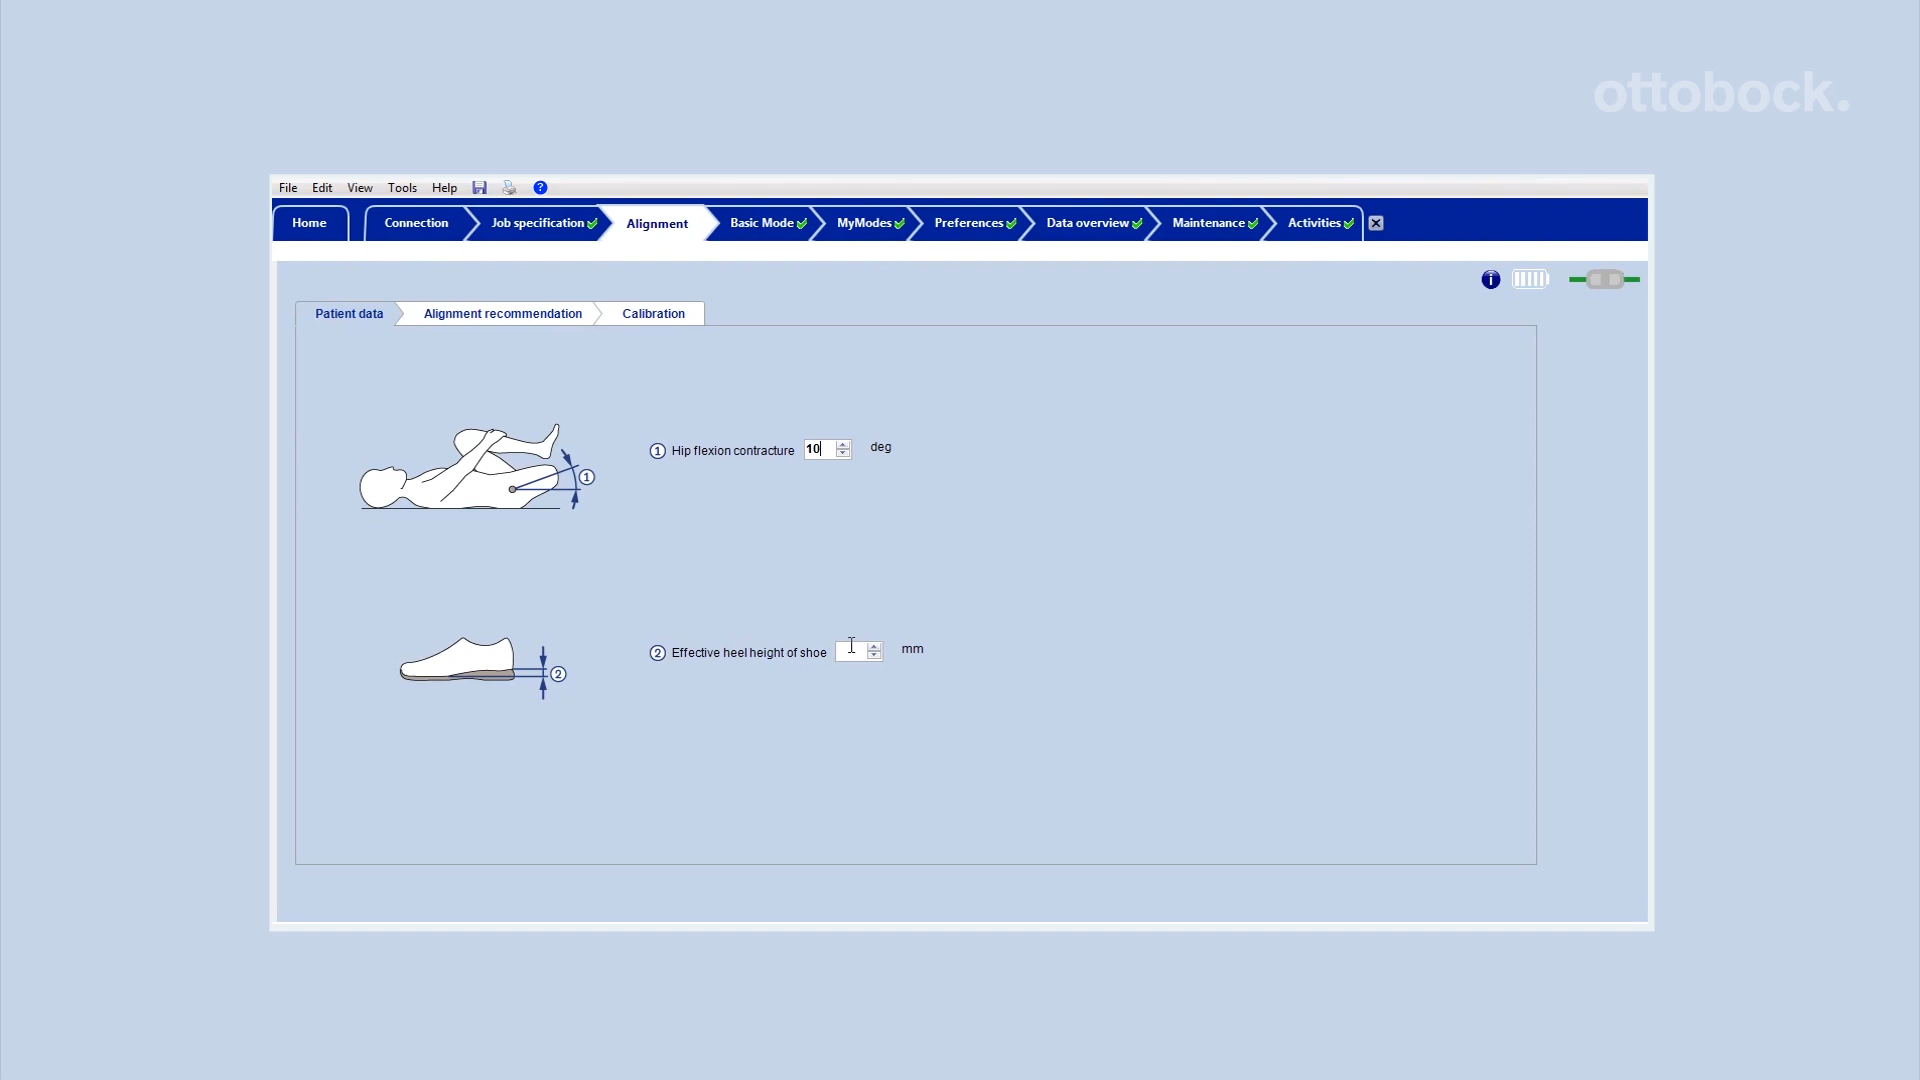 ottobock.
File Edit View Tools Help
Home Connection Job specification Alignment Basic Mode MyModes Preferences Data overview Maintenance Activities
Patient data Alignment recommendation Calibration
1 Hip flexion contracture 10 deg
1
2 Effective heel height of shoe mm
2